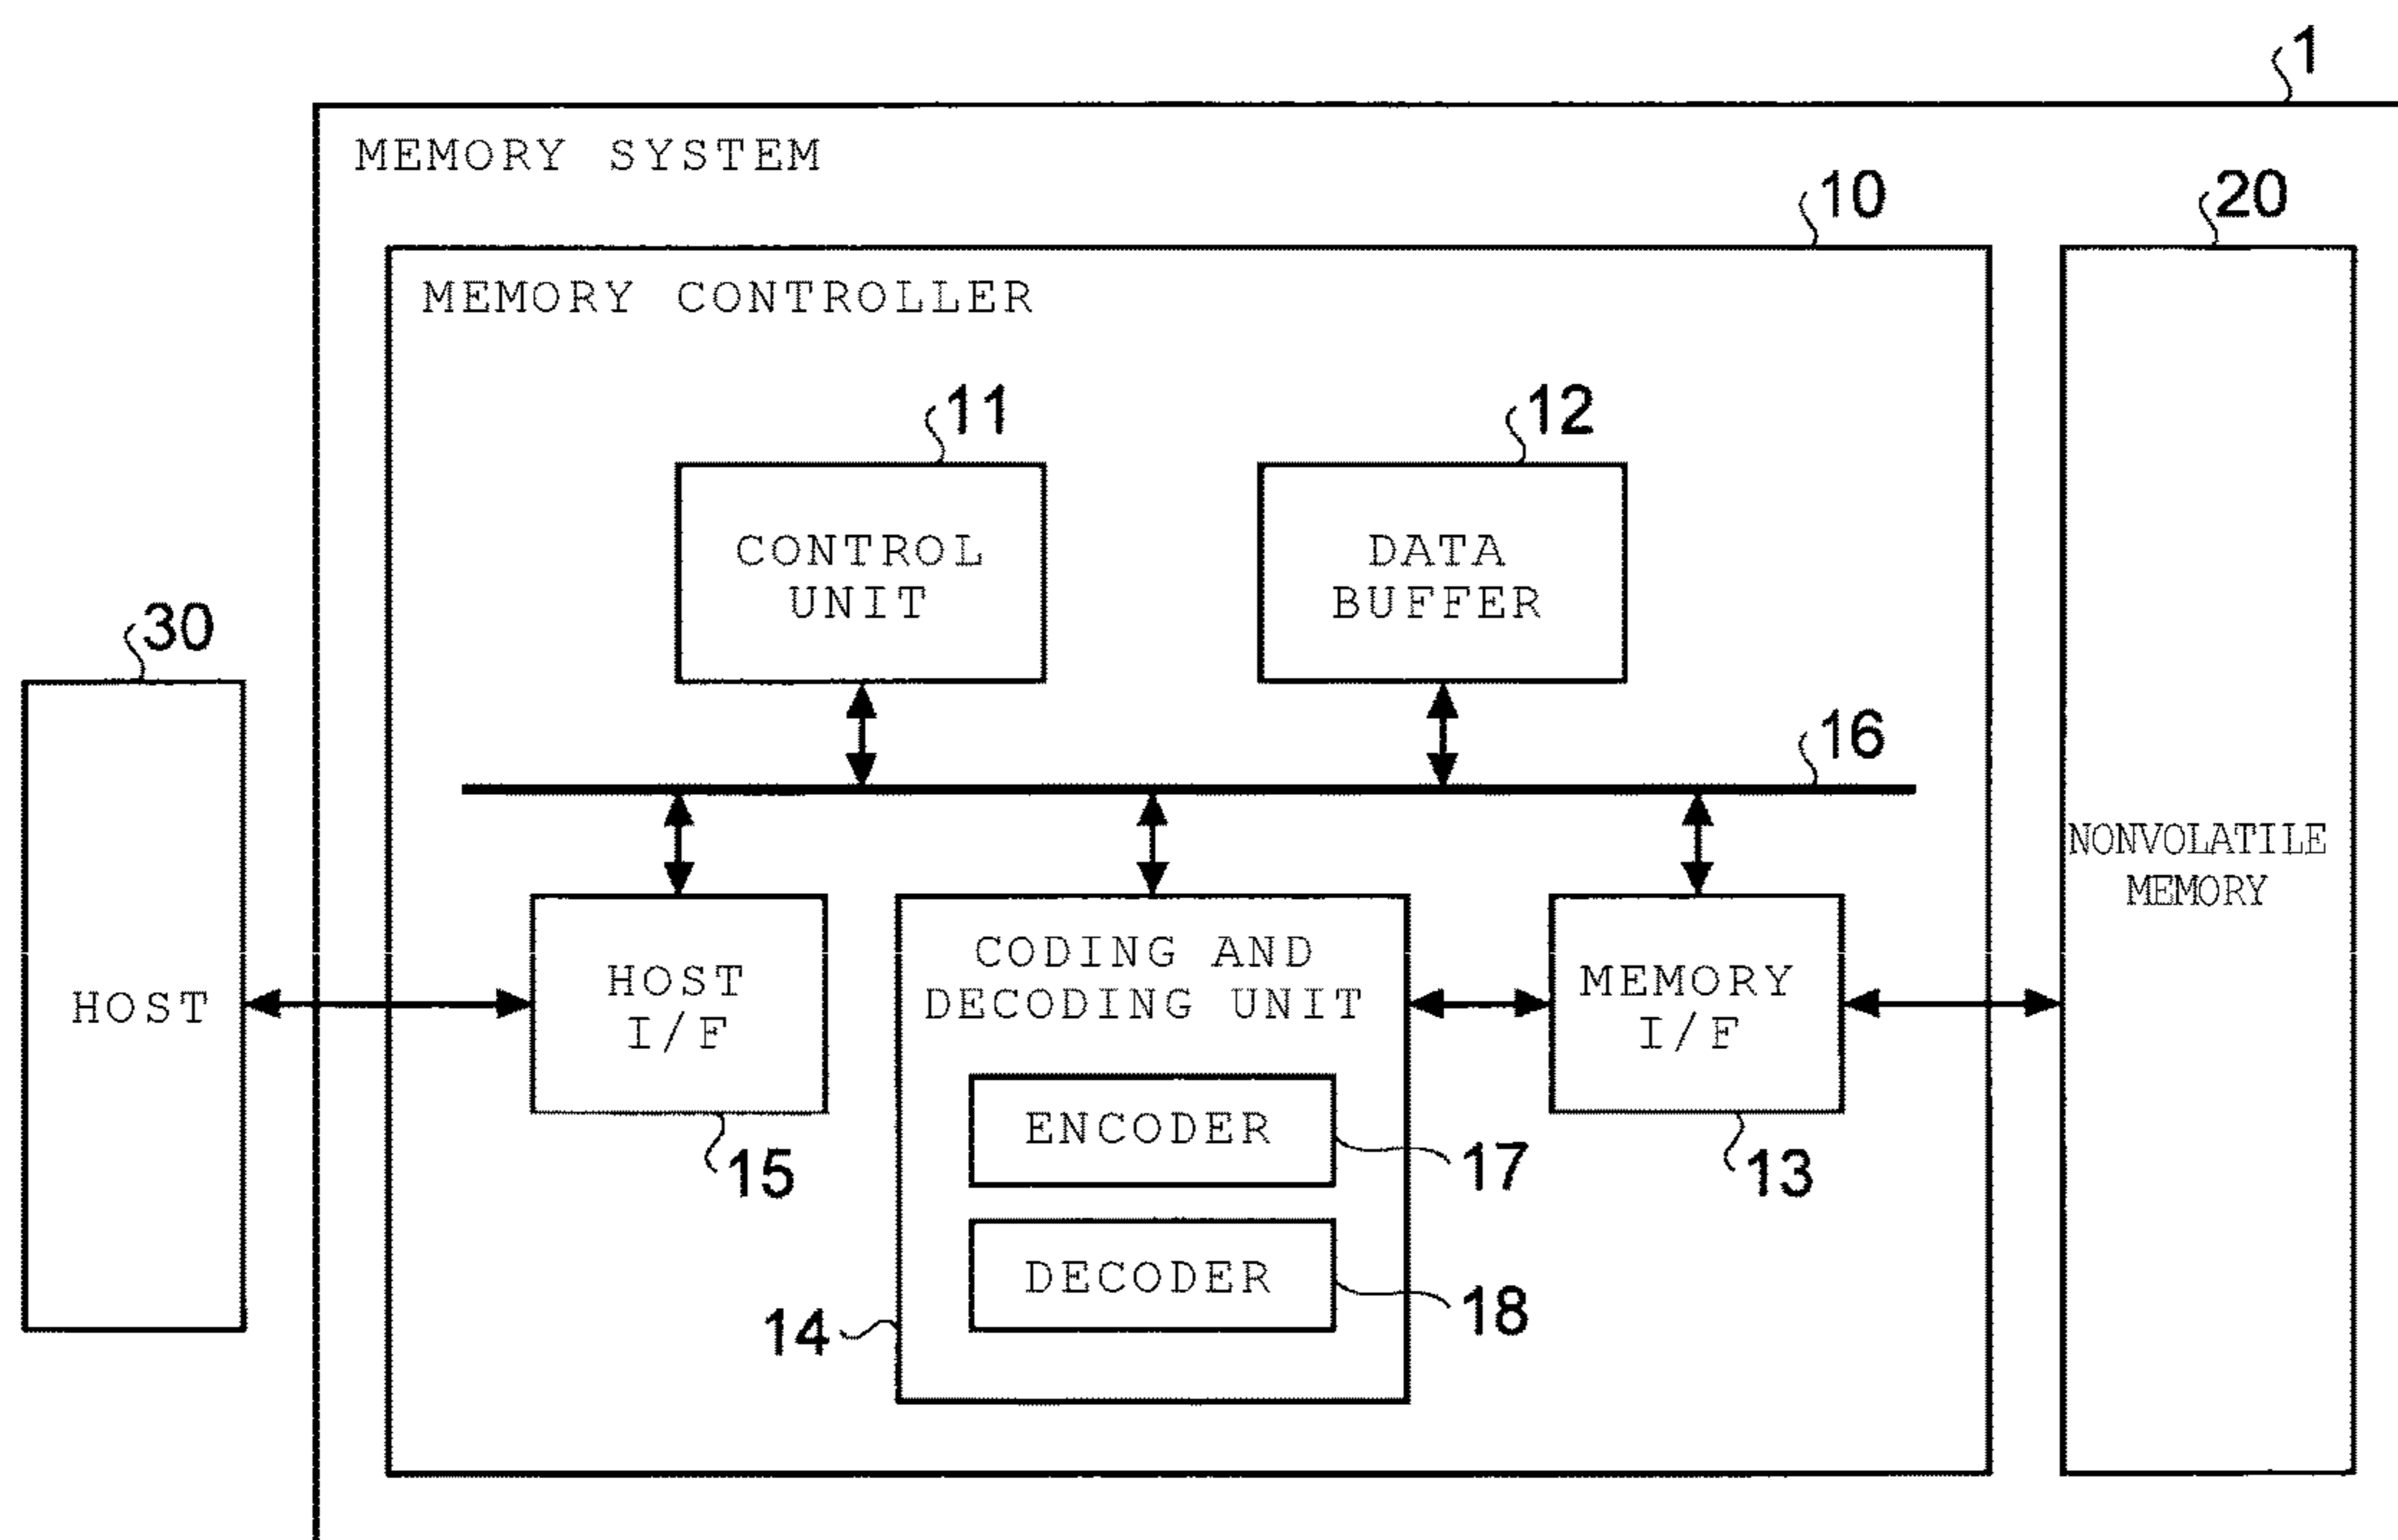 1
MEMORY SYSTEM
10
20
MEMORY CONTROLLER
11
12
CONTROL
UNIT
DATA
BUFFER
30
16
NONVOLATILE
MEMORY
HOST
HOST
I/F
CODING AND
DECODING UNIT
MEMORY
I/F
ENCODER
17
15
13
DECODER
18
14